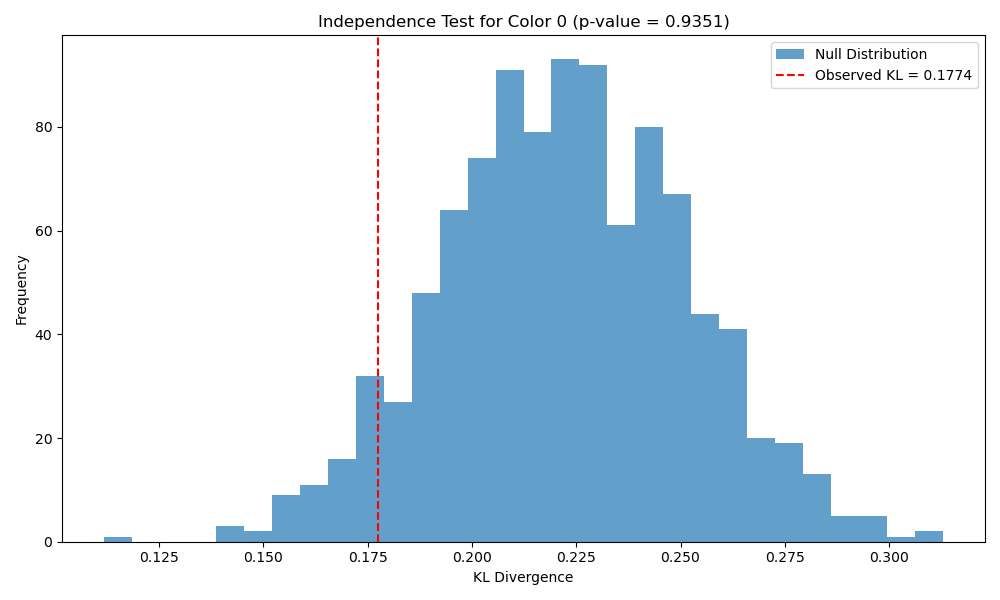 Independence Test for Color 0 (p-value = 0.9351)
Null Distribution
Observed KL = 0.1774
Frequency
80
60
40
20
0
0.125 0.150 0.175 0.200 0.225 0.250 0.275 0.300
KL Divergence